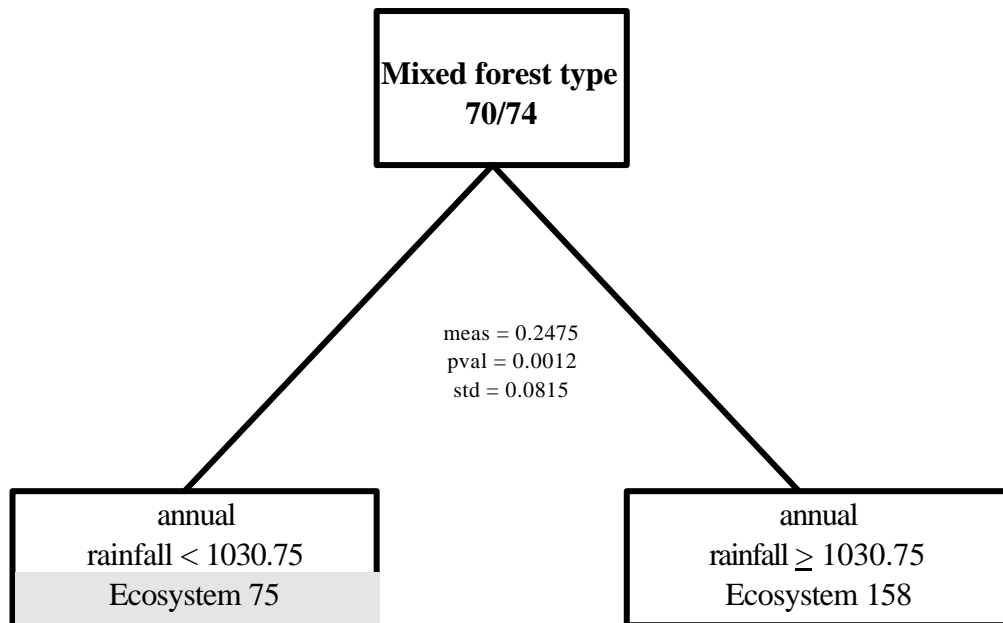 Mixed forest type
70/74
meas = 0.2475
pval = 0.0012
std = 0.0815
annual
rainfall < 1030.75
Ecosystem 75
annual
rainfall ≥ 1030.75
Ecosystem 158